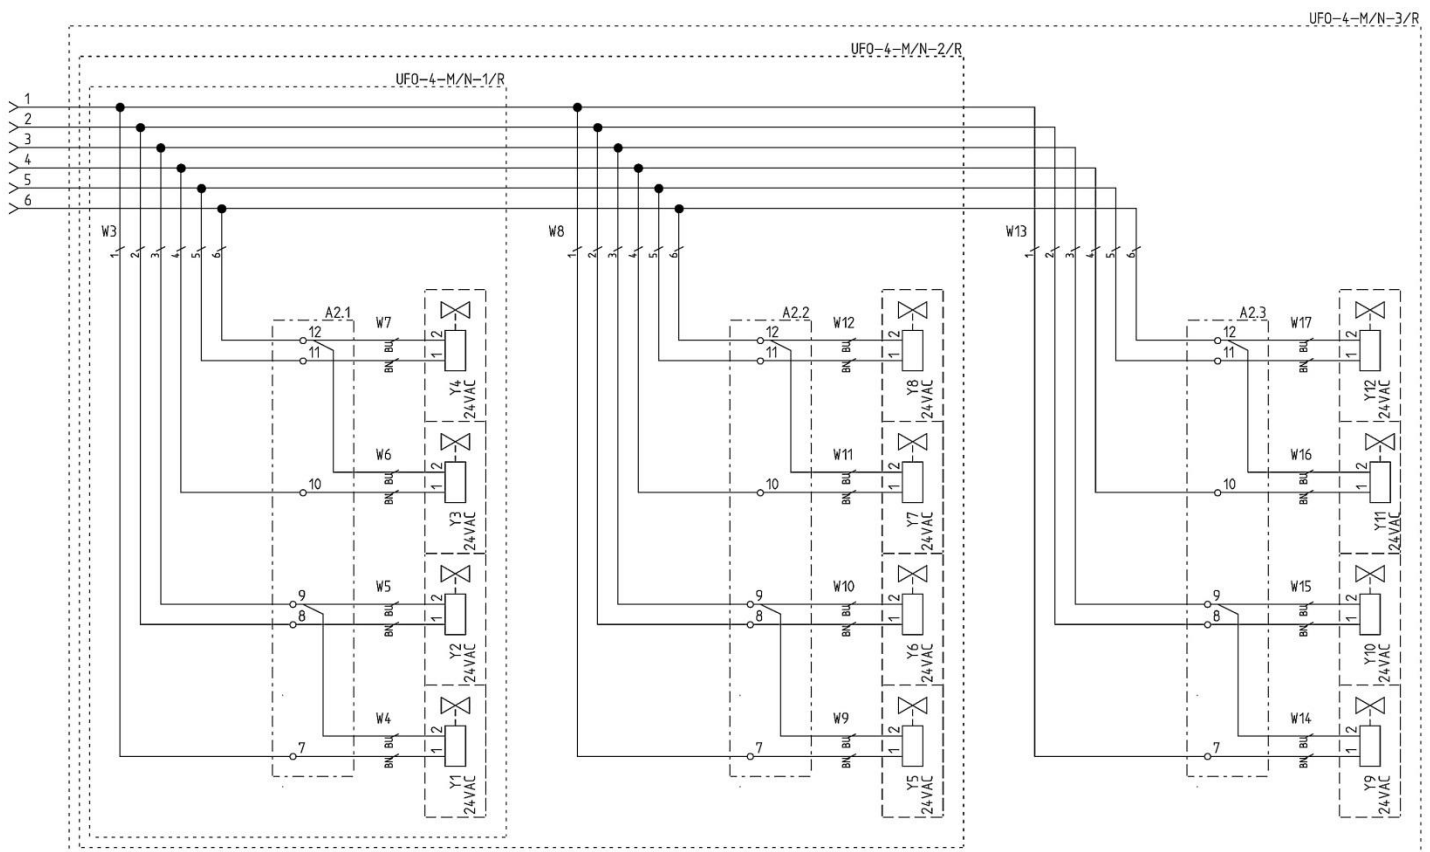 UFO-4-M/N-3/R
UFO-4-M/N-2/R
UFO-4-M/N-1/R
1
2
3
4
5
6
W3 1 2 3 4 5 6
W8 1 2 3 4 5 6
W13 1 2 3 4 5 6
A2.1
12 W7 BU 2
11 BN 1
Y4
24VAC
W6 BU 2
10 BN 1
Y3
24VAC
9 W5 BU 2
8 BN 1
Y2
24VAC
W4 BU 2
7 BN 1
Y1
24VAC
A2.2
12 W12 BU 2
11 BN 1
Y8
24VAC
W11 BU 2
10 BN 1
Y7
24VAC
9 W10 BU 2
8 BN 1
Y6
24VAC
W9 BU 2
7 BN 1
Y5
24VAC
A2.3
12 W17 BU 2
11 BN 1
Y12
24VAC
W16 BU 2
10 BN 1
Y11
24VAC
9 W15 BU 2
8 BN 1
Y10
24VAC
W14 BU 2
7 BN 1
Y9
24VAC